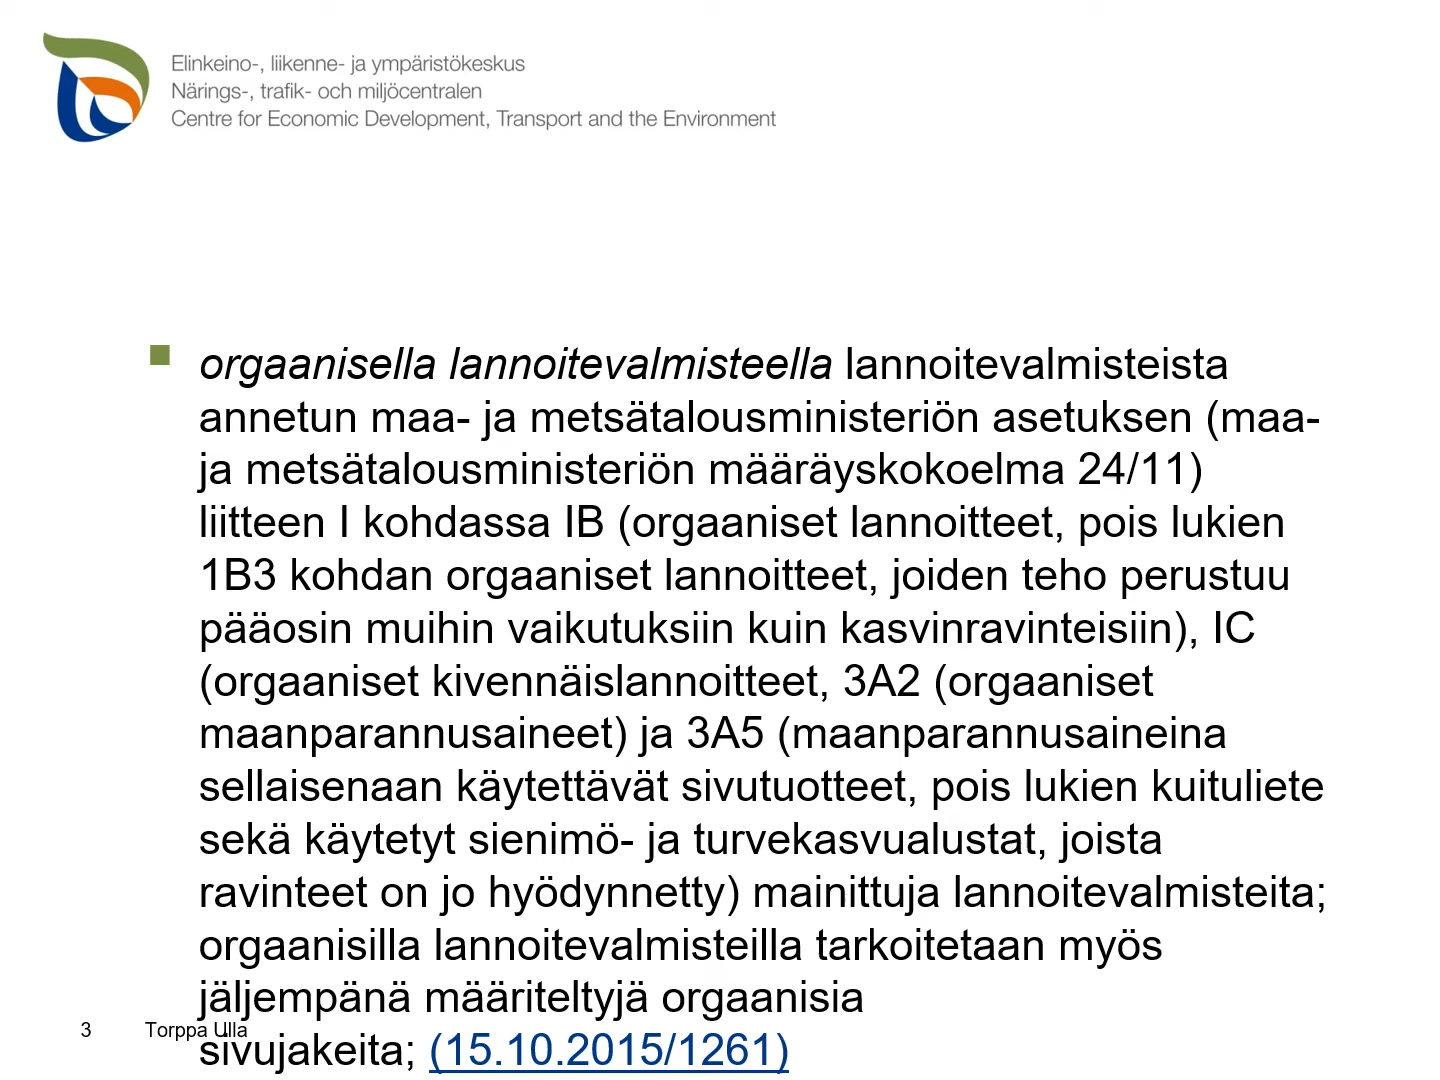 Elinkeino-, liikenne- ja ympäristökeskus
Närings-, trafik- och miljöcentralen
Centre for Economic Development, Transport and the Environment
orgaanisella lannoitevalmisteella lannoitevalmisteista
annetun maa- ja metsätalousministeriön asetuksen (maa-
ja metsätalousministeriön määräyskokoelma 24/11)
liitteen I kohdassa IB (orgaaniset lannoitteet, pois lukien
1B3 kohdan orgaaniset lannoitteet, joiden teho perustuu
pääosin muihin vaikutuksiin kuin kasvinravinteisiin), IC
(orgaaniset kivennäislannoitteet, 3A2 (orgaaniset
maanparannusaineet) ja 3A5 (maanparannusaineina
sellaisenaan käytettävät sivutuotteet, pois lukien kuituliete
sekä käytetyt sienimö- ja turvekasvualustat, joista
ravinteet on jo hyödynnetty) mainittuja lannoitevalmisteita;
orgaanisilla lannoitevalmisteilla tarkoitetaan myös
jäljempänä määriteltyjä orgaanisia
sivujakeita; (15.10.2015/1261)
3 Torppa Ulla